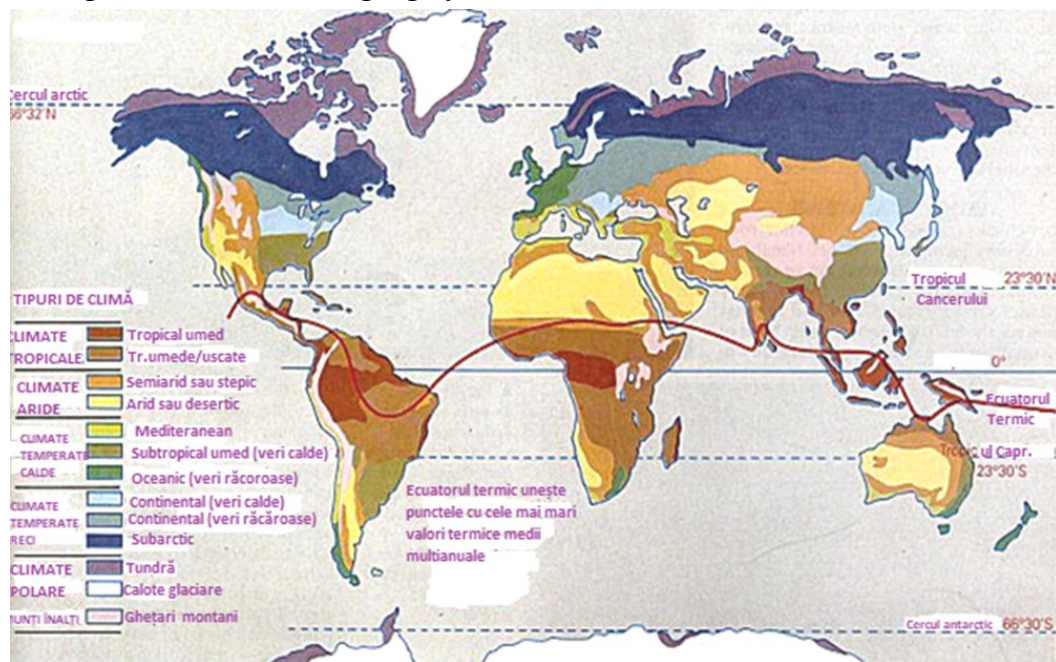 Cercul arctic
66°32'N
Tropicul
Cancerului
23°30'N
TIPURI DE CLIMĂ
CLIMATE
TROPICALE
Tropical umed
Tr.umede/uscate
CLIMATE
ARIDE
Semiarid sau stepic
Arid sau desertic
CLIMATE
TEMPERATE
CALDE
Mediteranean
Subtropical umed (veri calde)
Oceanic (veri răcoroase)
CLIMATE
TEMPERATE
RECI
Continental (veri calde)
Continental (veri răcăroase)
Subarctic
CLIMATE
POLARE
Tundră
Calote glaciare
MUNȚI ÎNALȚI
Ghețari montani
0°
Ecuatorul
Termic
Tropicul Capr.
23°30'S
Ecuatorul termic unește
punctele cu cele mai mari
valori termice medii
multianuale
Cercul antarctic 66°30'S